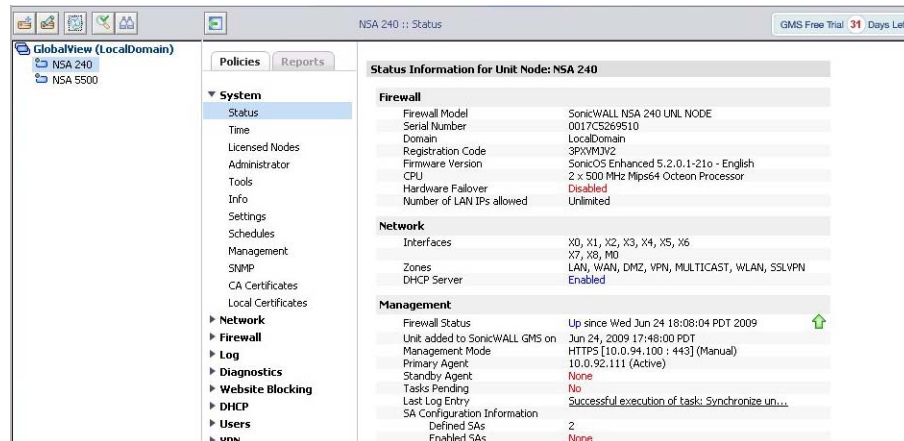 NSA 240 :: Status
GMS Free Trial 31 Days Lef
GlobalView (LocalDomain)
NSA 240
NSA 5500
Policies
Reports
System
Status
Time
Licensed Nodes
Administrator
Tools
Info
Settings
Schedules
Management
SNMP
CA Certificates
Local Certificates
Network
Firewall
Log
Diagnostics
Website Blocking
DHCP
Users
VPN
Status Information for Unit Node: NSA 240
Firewall
Firewall Model SonicWALL NSA 240 UNL NODE
Serial Number 0017C5269510
Domain LocalDomain
Registration Code 3PXVMJV2
Firmware Version SonicOS Enhanced 5.2.0.1-21o - English
CPU 2 x 500 MHz Mips64 Octeon Processor
Hardware Failover Disabled
Number of LAN IPs allowed Unlimited
Network
Interfaces X0, X1, X2, X3, X4, X5, X6
X7, X8, M0
Zones LAN, WAN, DMZ, VPN, MULTICAST, WLAN, SSLVPN
DHCP Server Enabled
Management
Firewall Status Up since Wed Jun 24 18:08:04 PDT 2009
Unit added to SonicWALL GMS on Jun 24, 2009 17:48:00 PDT
Management Mode HTTPS [10.0.94.100 : 443] (Manual)
Primary Agent 10.0.92.111 (Active)
Standby Agent None
Tasks Pending No
Last Log Entry Successful execution of task: Synchronize un...
SA Configuration Information
Defined SAs 2
Enabled SAs None